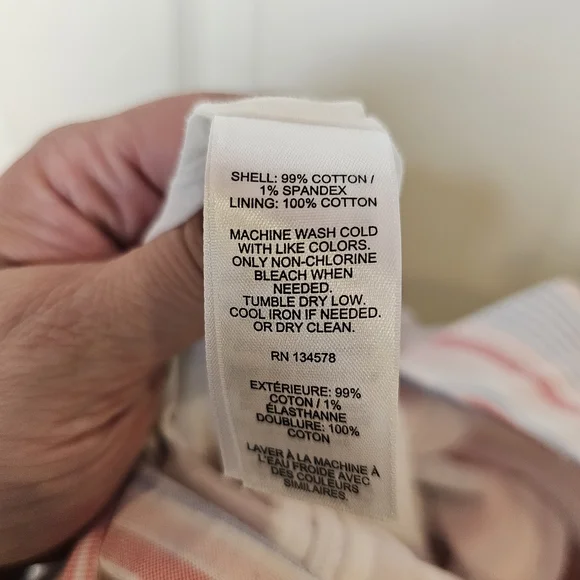 SHELL: 99% COTTON /
1% SPANDEX
LINING: 100% COTTON
MACHINE WASH COLD
WITH LIKE COLORS.
ONLY NON-CHLORINE
BLEACH WHEN
NEEDED.
TUMBLE DRY LOW.
COOL IRON IF NEEDED.
OR DRY CLEAN.
RN 134578
EXTÉRIEURE: 99%
COTON / 1%
ÉLASTHANNE
DOUBLURE: 100%
COTON
LAVER À LA MACHINE À
L'EAU FROIDE AVEC
DES COULEURS
SIMILAIRES.